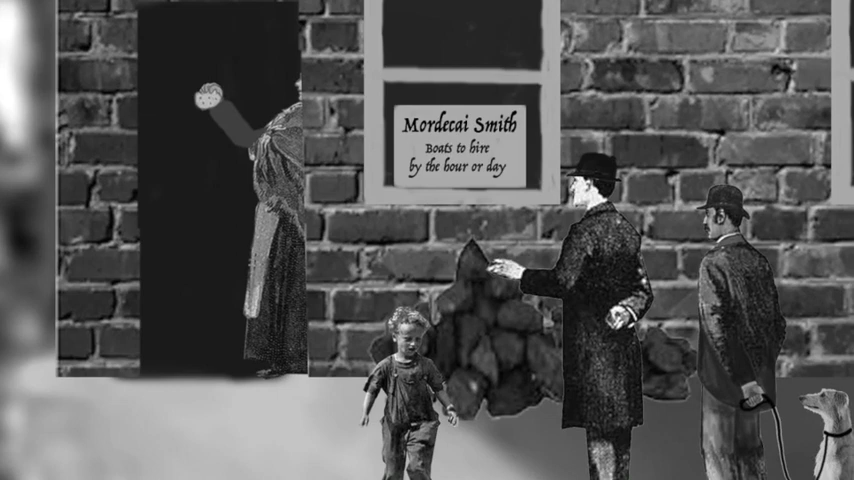 Mordecai Smith
Boats to hire
by the hour or day